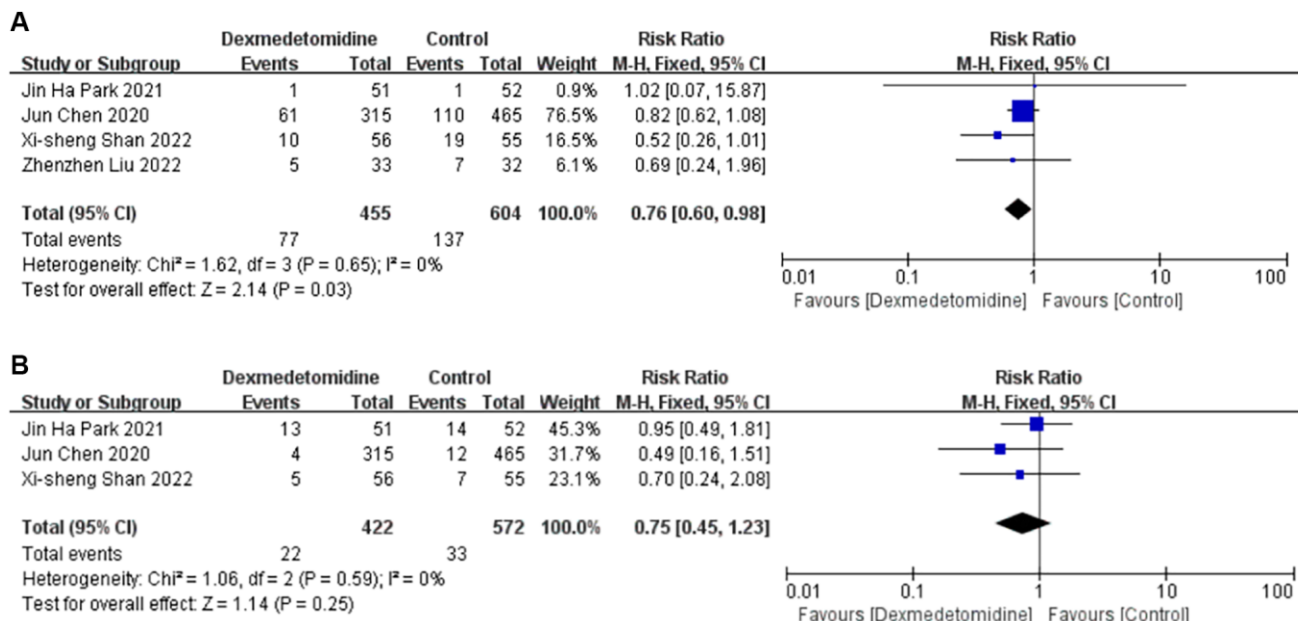 A
Dexmedetomidine Control Risk Ratio Risk Ratio
Study or Subgroup Events Total Events Total Weight M-H, Fixed, 95% CI M-H, Fixed, 95% CI
Jin Ha Park 2021 1 51 1 52 0.9% 1.02 [0.07, 15.87]
Jun Chen 2020 61 315 110 465 76.5% 0.82 [0.62, 1.08]
Xi-sheng Shan 2022 10 56 19 55 16.5% 0.52 [0.26, 1.01]
Zhenzhen Liu 2022 5 33 7 32 6.1% 0.69 [0.24, 1.96]
Total (95% CI) 455 604 100.0% 0.76 [0.60, 0.98]
Total events 77 137
Heterogeneity: Chi² = 1.62, df = 3 (P = 0.65); I² = 0%
Test for overall effect: Z = 2.14 (P = 0.03)
0.01 0.1 1 10 100
Favours [Dexmedetomidine] Favours [Control]
B
Dexmedetomidine Control Risk Ratio Risk Ratio
Study or Subgroup Events Total Events Total Weight M-H, Fixed, 95% CI M-H, Fixed, 95% CI
Jin Ha Park 2021 13 51 14 52 45.3% 0.95 [0.49, 1.81]
Jun Chen 2020 4 315 12 465 31.7% 0.49 [0.16, 1.51]
Xi-sheng Shan 2022 5 56 7 55 23.1% 0.70 [0.24, 2.08]
Total (95% CI) 422 572 100.0% 0.75 [0.45, 1.23]
Total events 22 33
Heterogeneity: Chi² = 1.06, df = 2 (P = 0.59); I² = 0%
Test for overall effect: Z = 1.14 (P = 0.25)
0.01 0.1 1 10 100
Favours [Dexmedetomidine] Favours [Control]